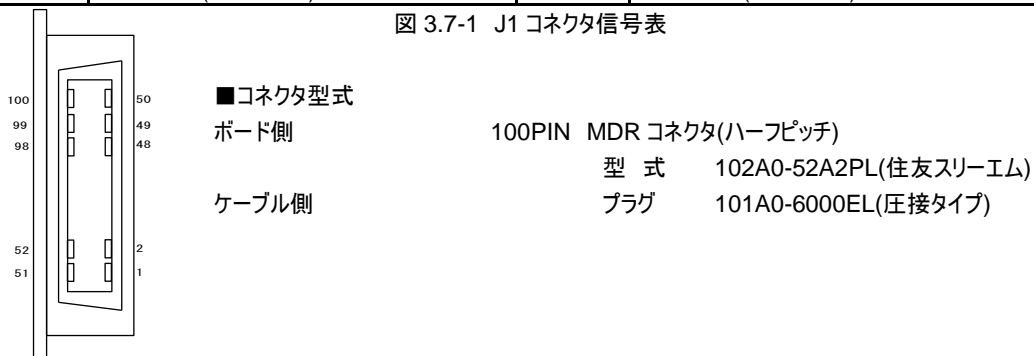 図 3.7-1 J1 コネクタ信号表
■コネクタ型式
ボード側 100PIN MDR コネクタ(ハーフピッチ)
型 式 102A0-52A2PL(住友スリーエム)
ケーブル側 プラグ 101A0-6000EL(圧接タイプ)
100 50
99 49
98 48
52 2
51 1